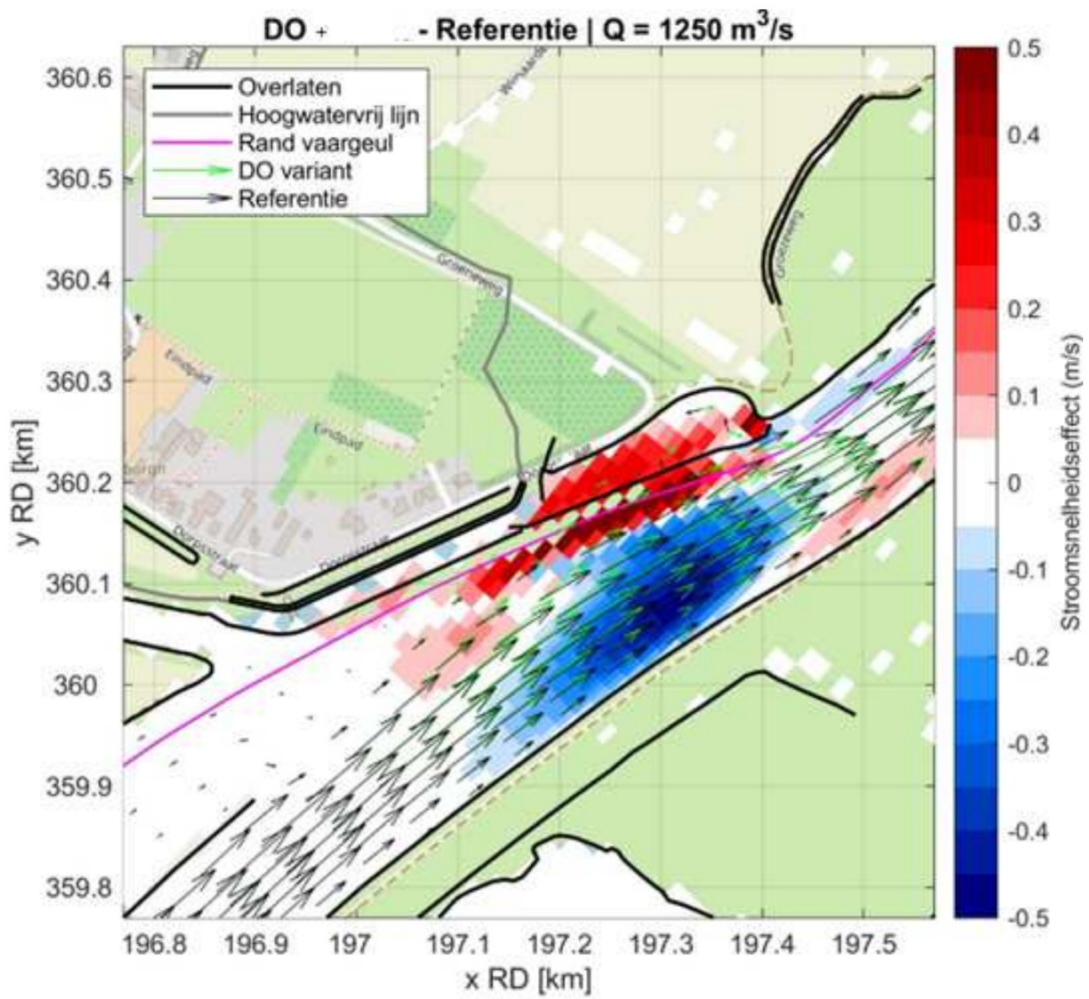 DO + - Referentie | Q = 1250 m³/s
Overlaten
Hoogwatervrij lijn
Rand vaargeul
DO variant
Referentie
360.6
360.5
360.4
360.3
360.2
360.1
360
359.9
359.8
y RD [km]
196.8 196.9 197 197.1 197.2 197.3 197.4 197.5
x RD [km]
0.5
0.4
0.3
0.2
0.1
0
-0.1
-0.2
-0.3
-0.4
-0.5
Stroomsnelheidseffect (m/s)
Groeneweg
Groeneweg
Eindpad
Eindpad
Dorpsstraat
Dorpsstraat